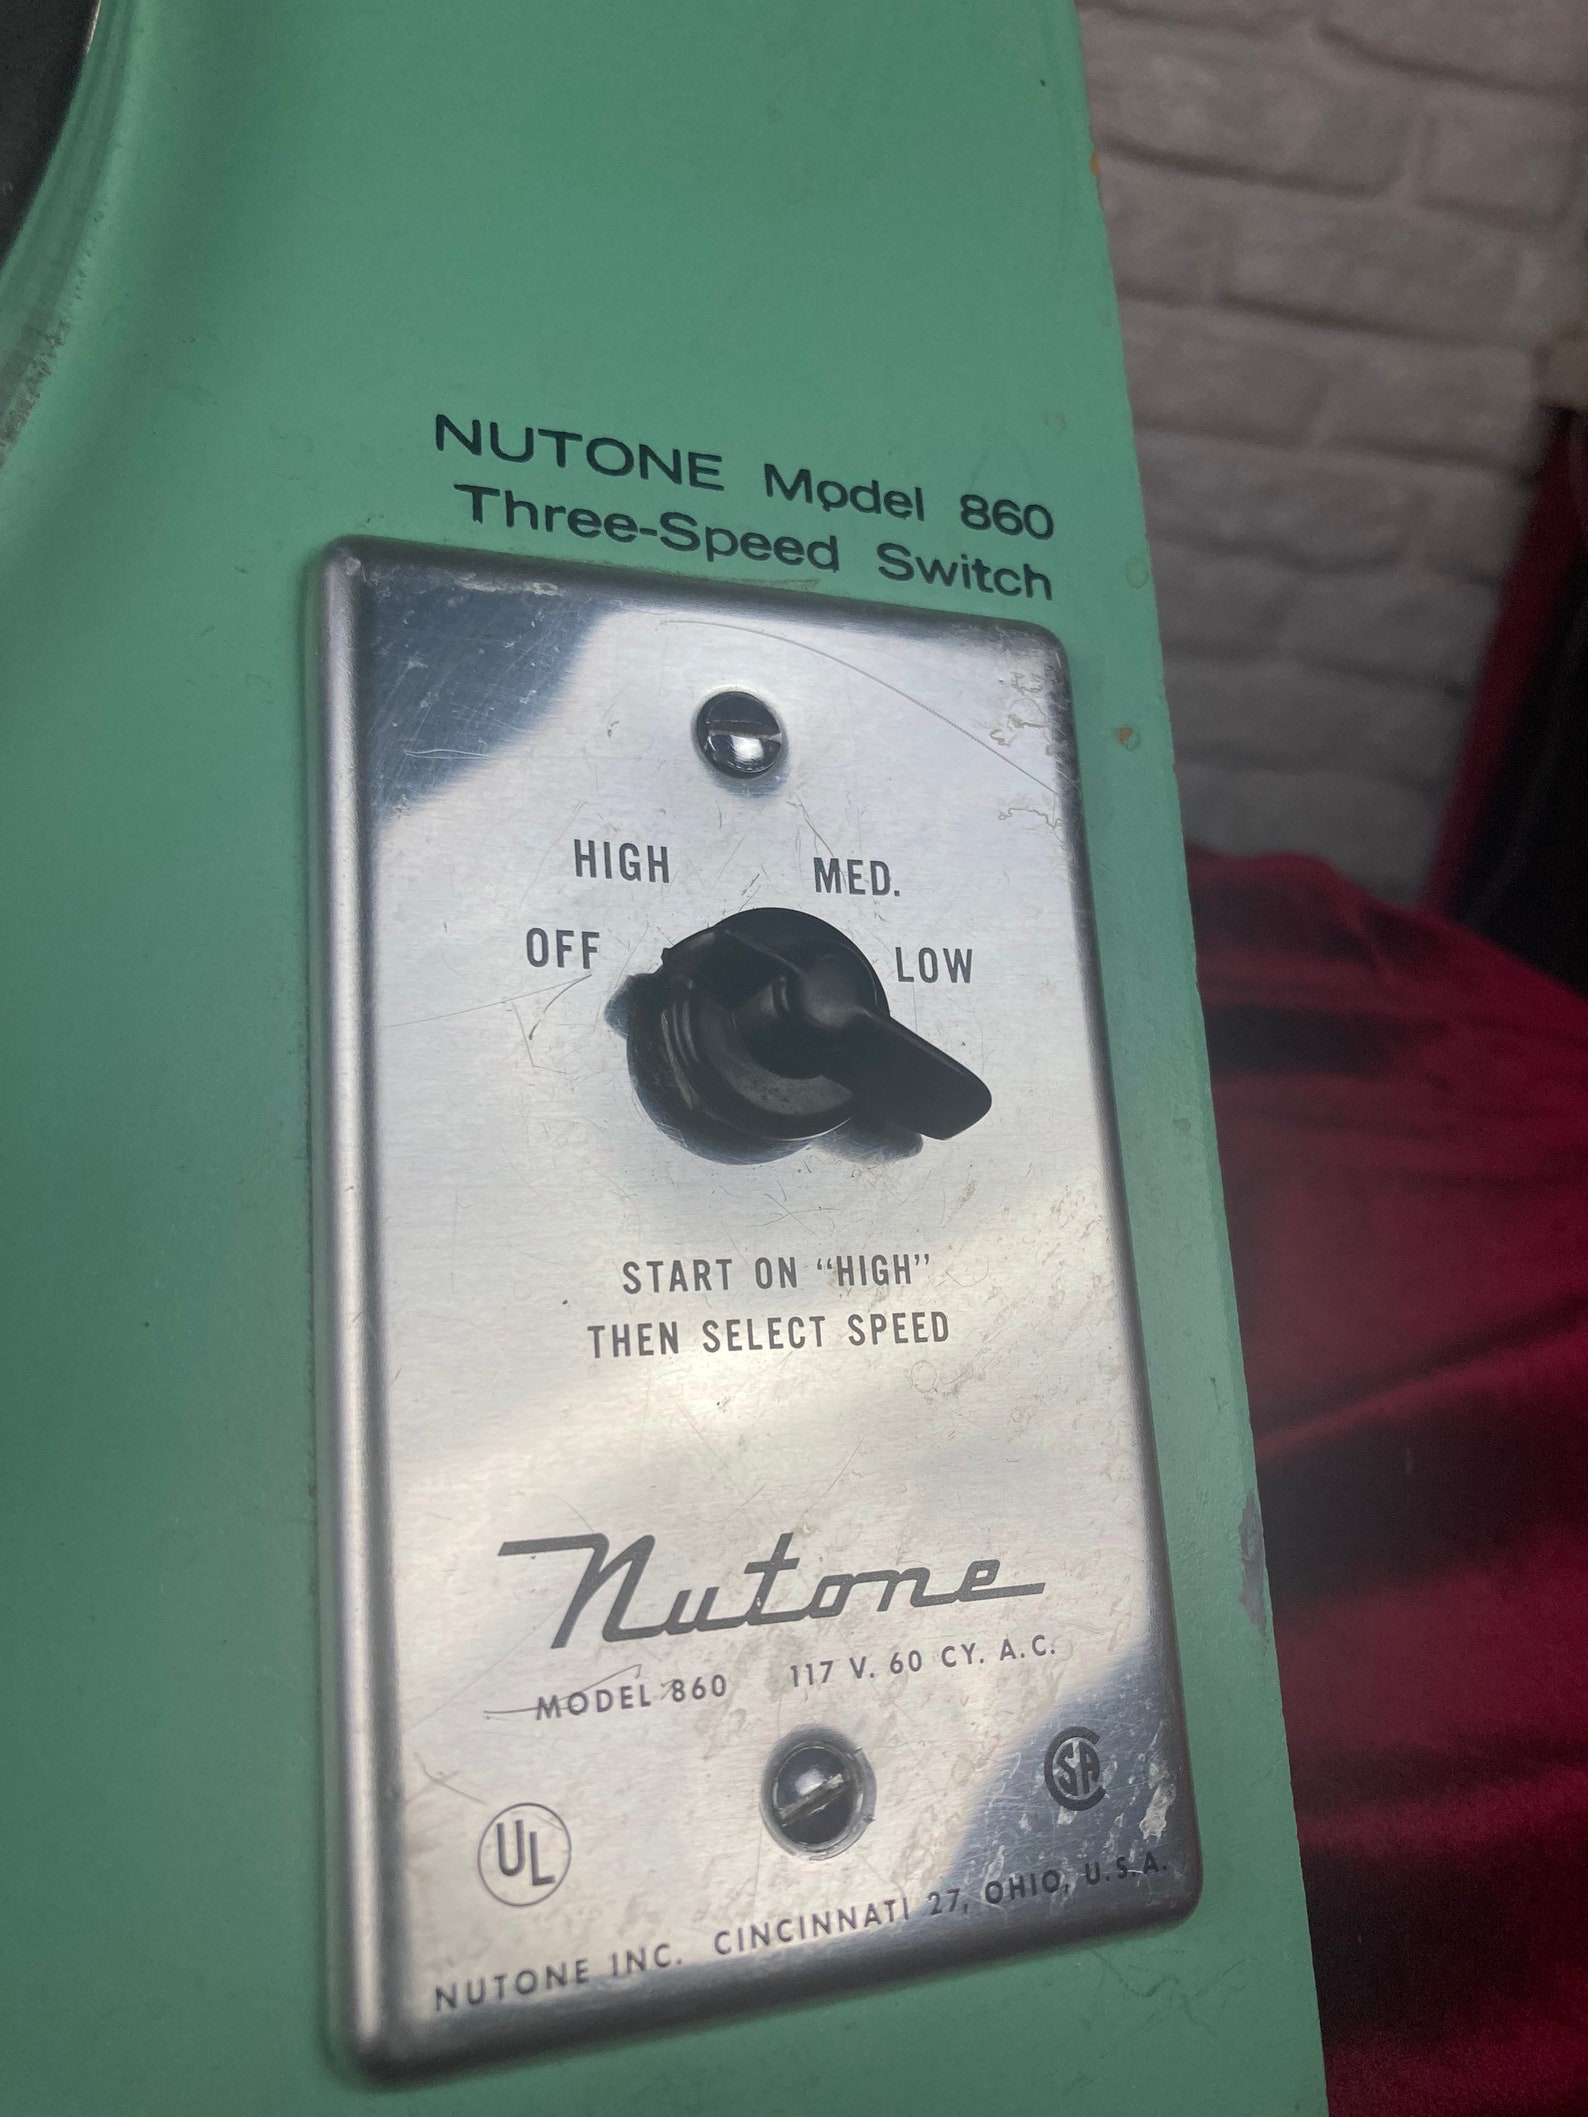 NUTONE Model 860
Three-Speed Switch
HIGH MED.
OFF LOW
START ON “HIGH”
THEN SELECT SPEED
Nutone
MODEL 860 117 V. 60 CY. A.C.
UL
CSA
NUTONE INC. CINCINNATI 27, OHIO, U.S.A.